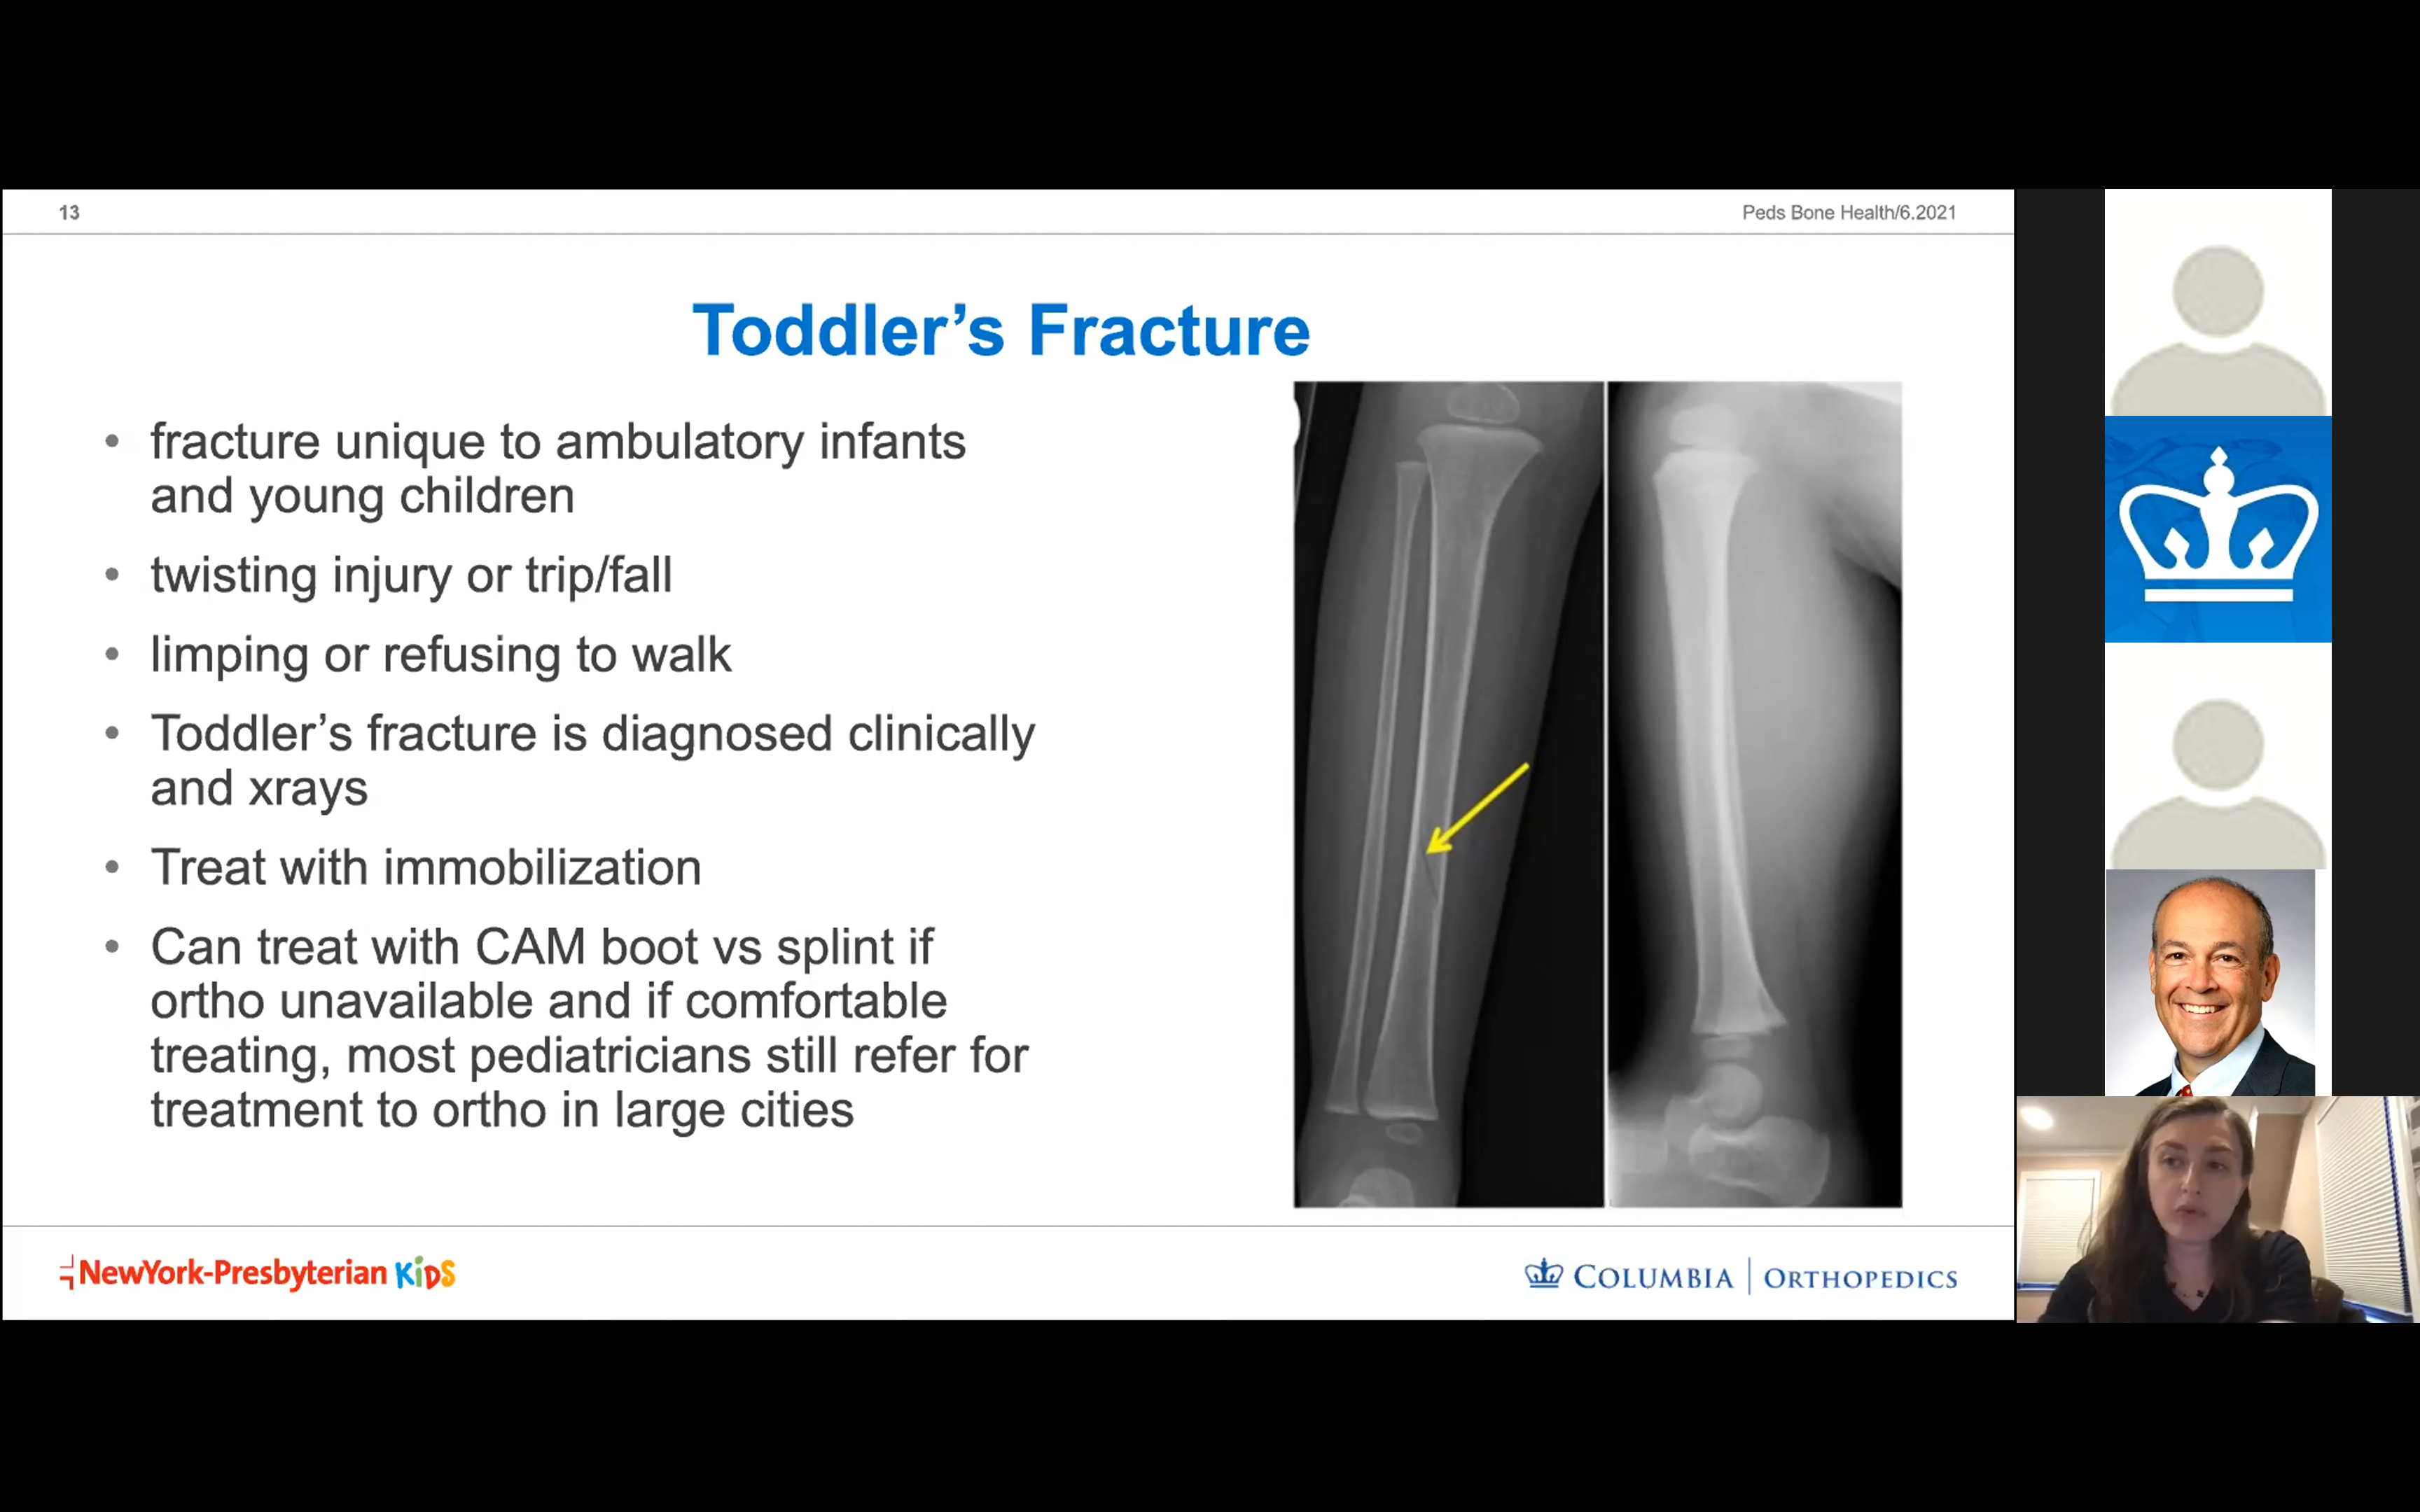 13
Peds Bone Health/6.2021
Toddler’s Fracture
• fracture unique to ambulatory infants
and young children
• twisting injury or trip/fall
• limping or refusing to walk
• Toddler’s fracture is diagnosed clinically
and xrays
• Treat with immobilization
• Can treat with CAM boot vs splint if
ortho unavailable and if comfortable
treating, most pediatricians still refer for
treatment to ortho in large cities
NewYork-Presbyterian KiDS
COLUMBIA | ORTHOPEDICS